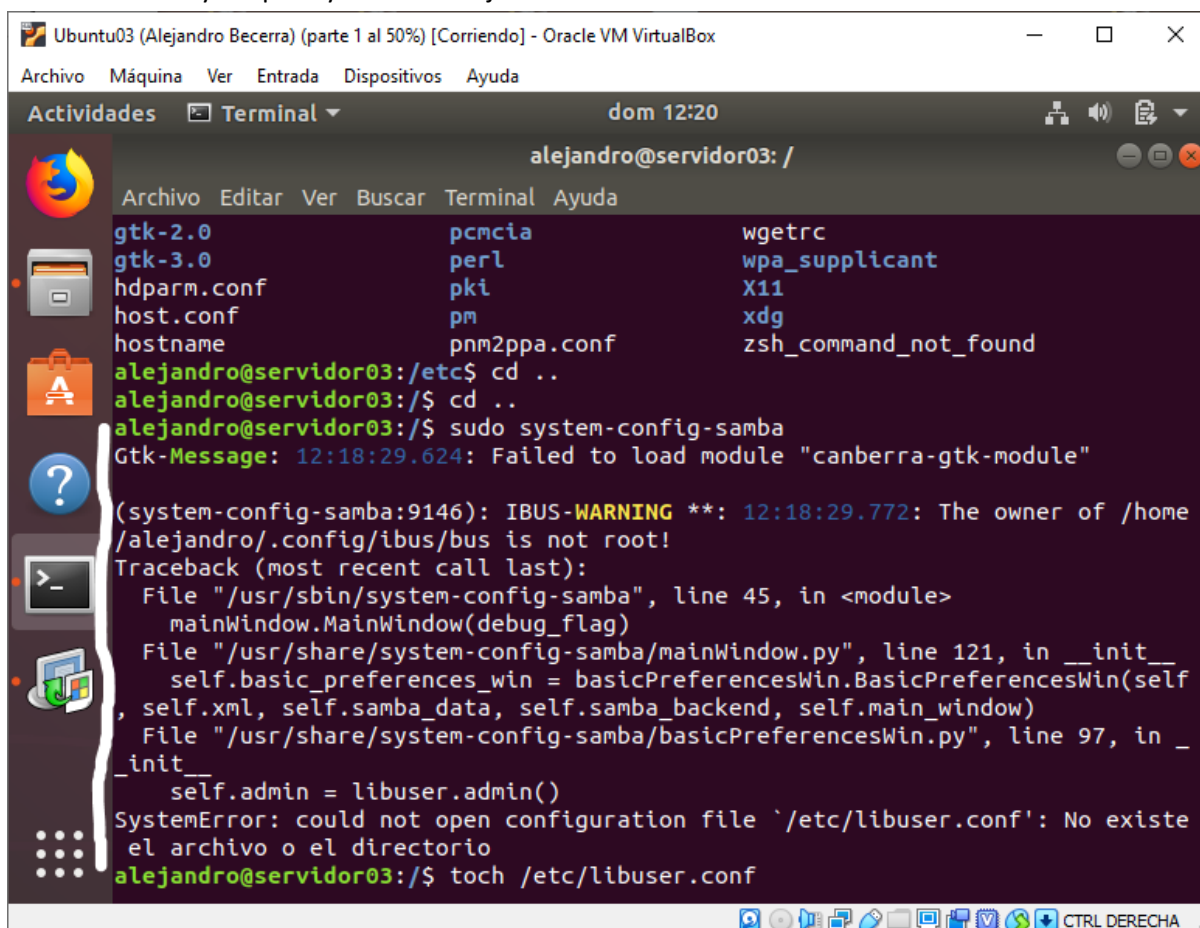 Ubuntu03 (Alejandro Becerra) (parte 1 al 50%) [Corriendo] - Oracle VM VirtualBox
Archivo Máquina Ver Entrada Dispositivos Ayuda
Actividades Terminal dom 12:20
alejandro@servidor03: /
Archivo Editar Ver Buscar Terminal Ayuda
gtk-2.0 pcmcia wgetrc
gtk-3.0 perl wpa_supplicant
hdparm.conf pki X11
host.conf pm xdg
hostname pnm2ppa.conf zsh_command_not_found
alejandro@servidor03:/etc$ cd ..
alejandro@servidor03:/$ cd ..
alejandro@servidor03:/$ sudo system-config-samba
Gtk-Message: 12:18:29.624: Failed to load module "canberra-gtk-module"
(system-config-samba:9146): IBUS-WARNING **: 12:18:29.772: The owner of /home
/alejandro/.config/ibus/bus is not root!
Traceback (most recent call last):
File "/usr/sbin/system-config-samba", line 45, in <module>
mainWindow.MainWindow(debug_flag)
File "/usr/share/system-config-samba/mainWindow.py", line 121, in __init__
self.basic_preferences_win = basicPreferencesWin.BasicPreferencesWin(self
, self.xml, self.samba_data, self.samba_backend, self.main_window)
File "/usr/share/system-config-samba/basicPreferencesWin.py", line 97, in _
_init__
self.admin = libuser.admin()
SystemError: could not open configuration file `/etc/libuser.conf': No existe
el archivo o el directorio
alejandro@servidor03:/$ toch /etc/libuser.conf
CTRL DERECHA